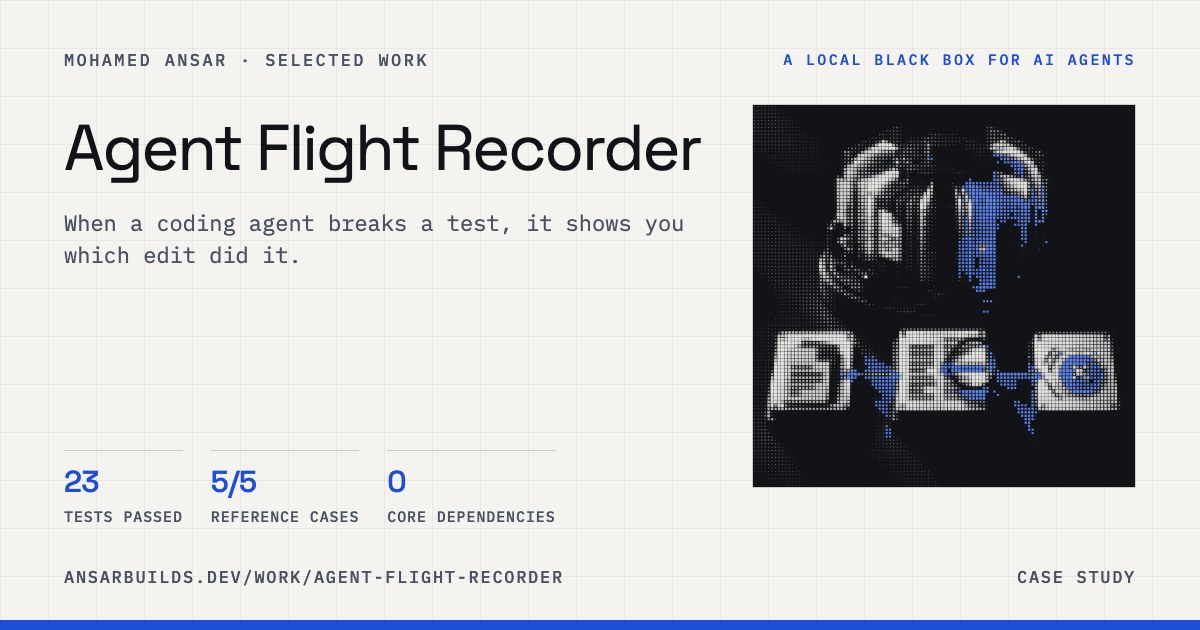 MOHAMED ANSAR · SELECTED WORK
A LOCAL BLACK BOX FOR AI AGENTS
Agent Flight Recorder
When a coding agent breaks a test, it shows you
which edit did it.
23
TESTS PASSED
5/5
REFERENCE CASES
0
CORE DEPENDENCIES
ANSARBUILDS.DEV/WORK/AGENT-FLIGHT-RECORDER
CASE STUDY